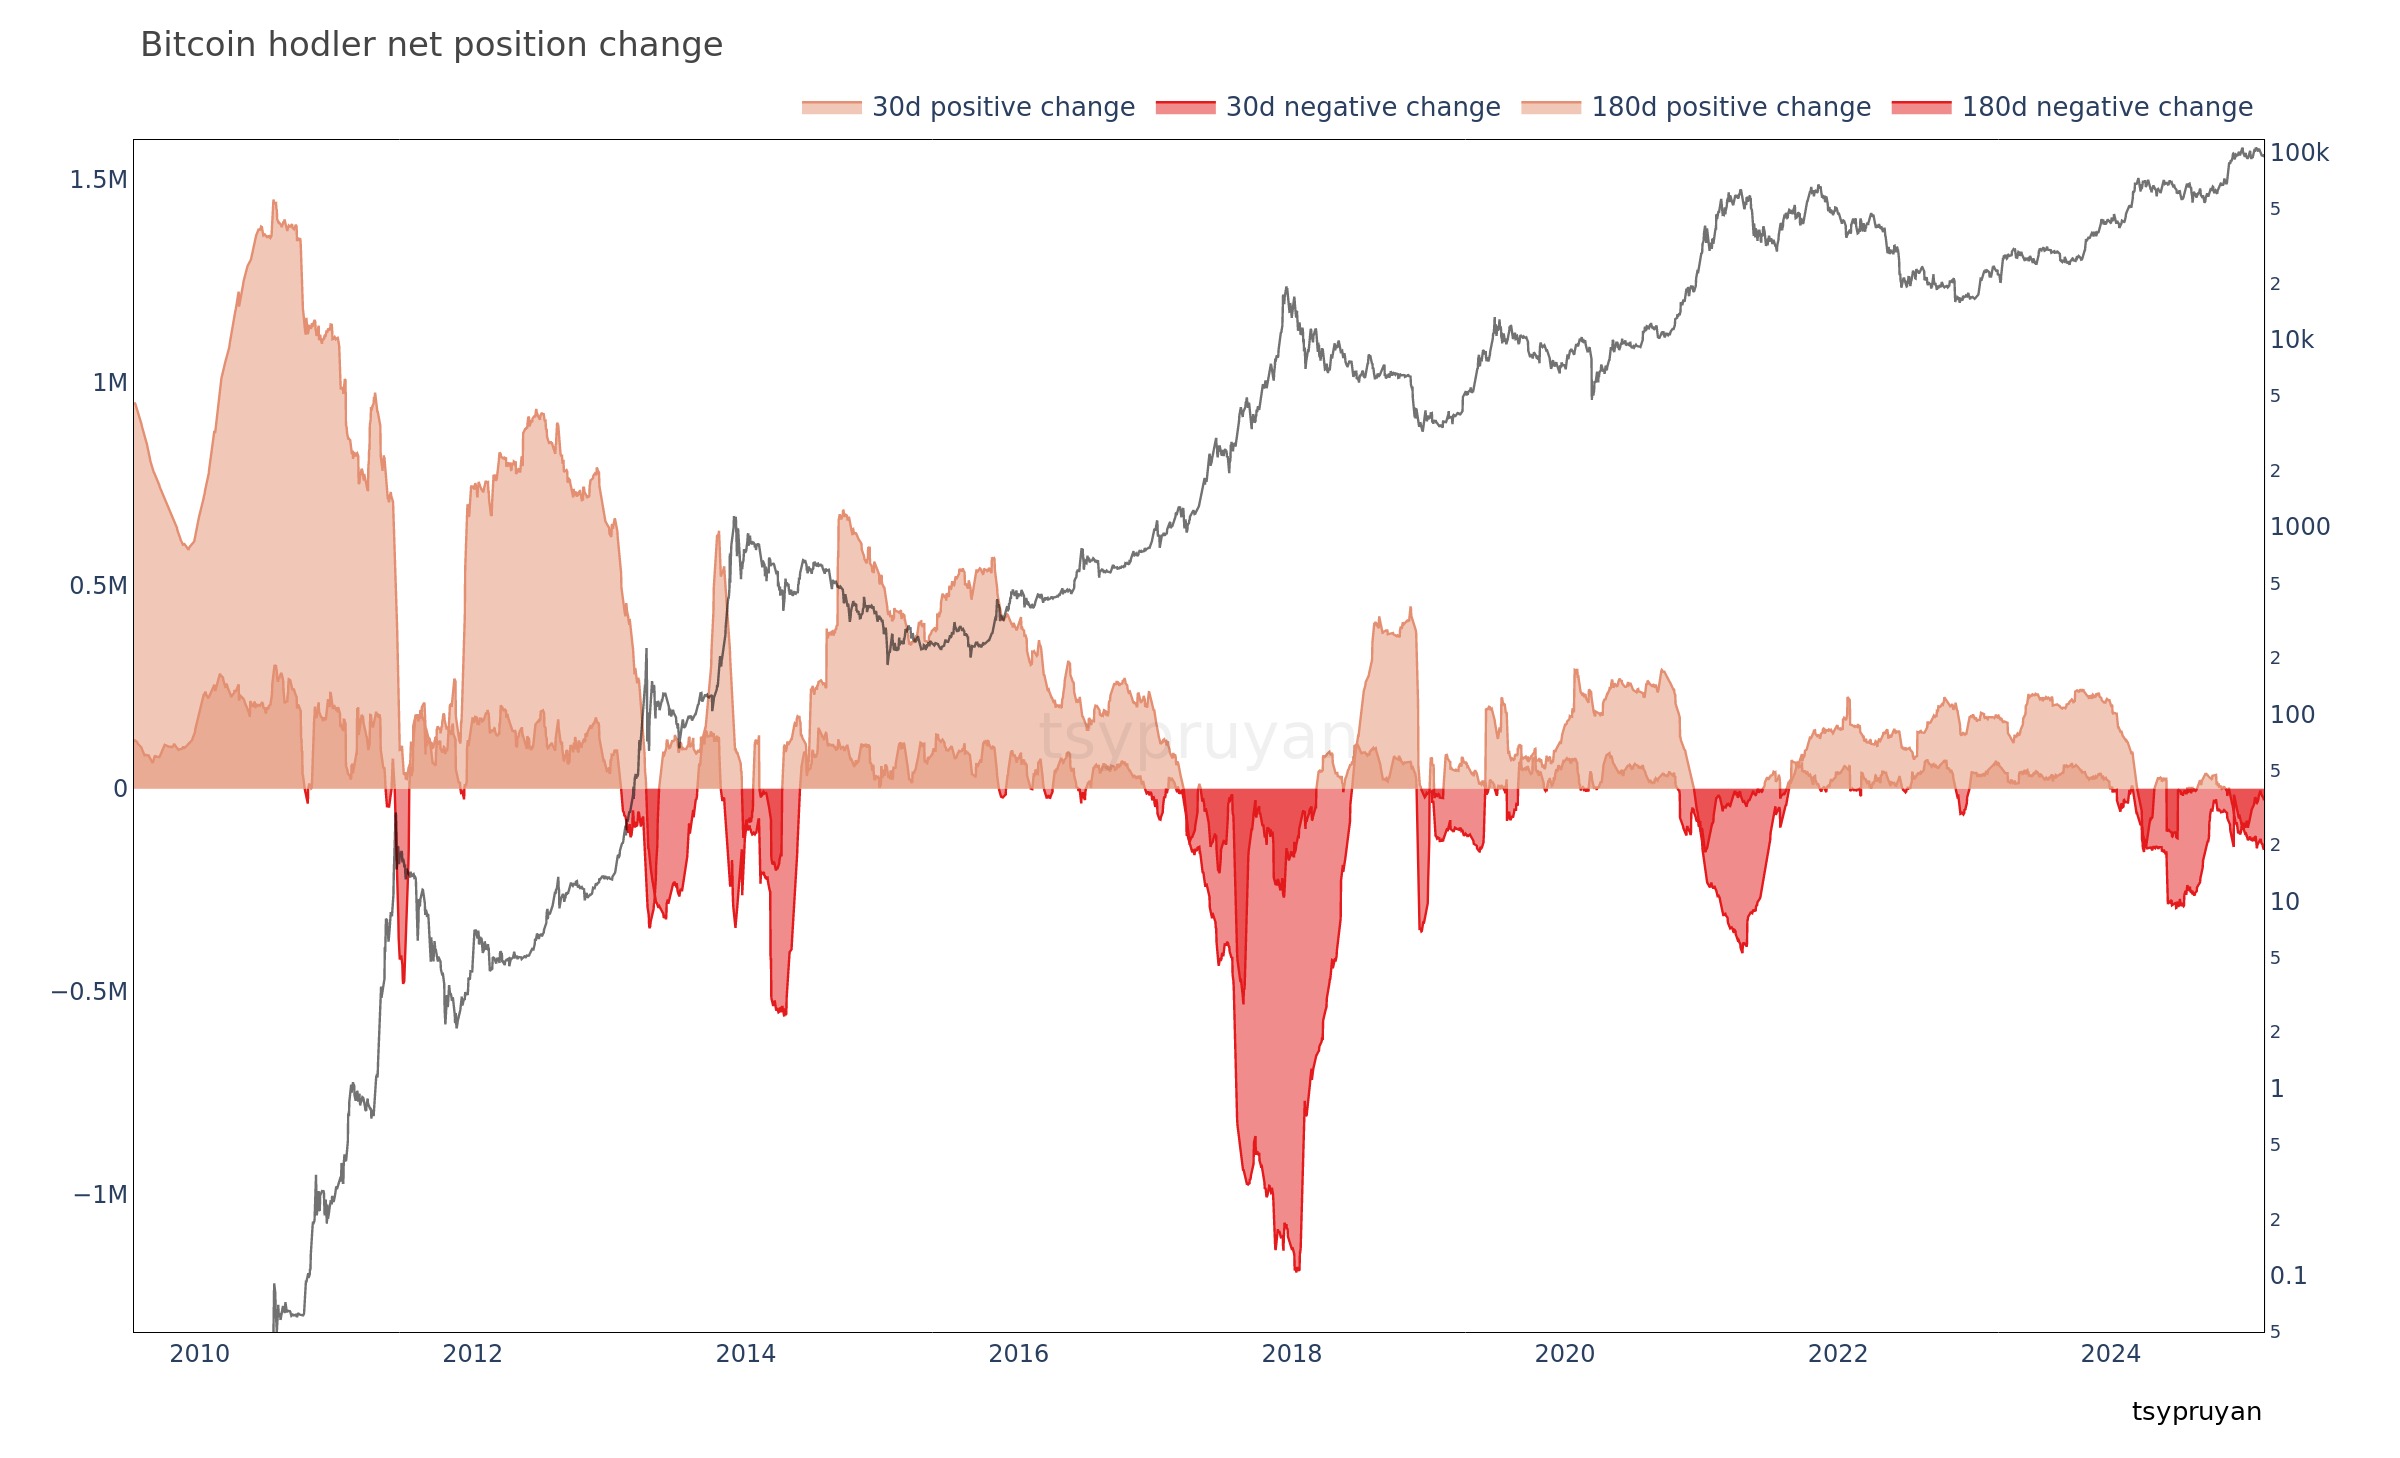 Bitcoin hodler net position change
30d positive change 30d negative change 180d positive change 180d negative change
1.5M
1M
0.5M
0
−0.5M
−1M
100k
5
2
10k
5
2
1000
5
2
100
5
2
10
5
2
1
5
2
0.1
5
tsypruyan
2010 2012 2014 2016 2018 2020 2022 2024
tsypruyan